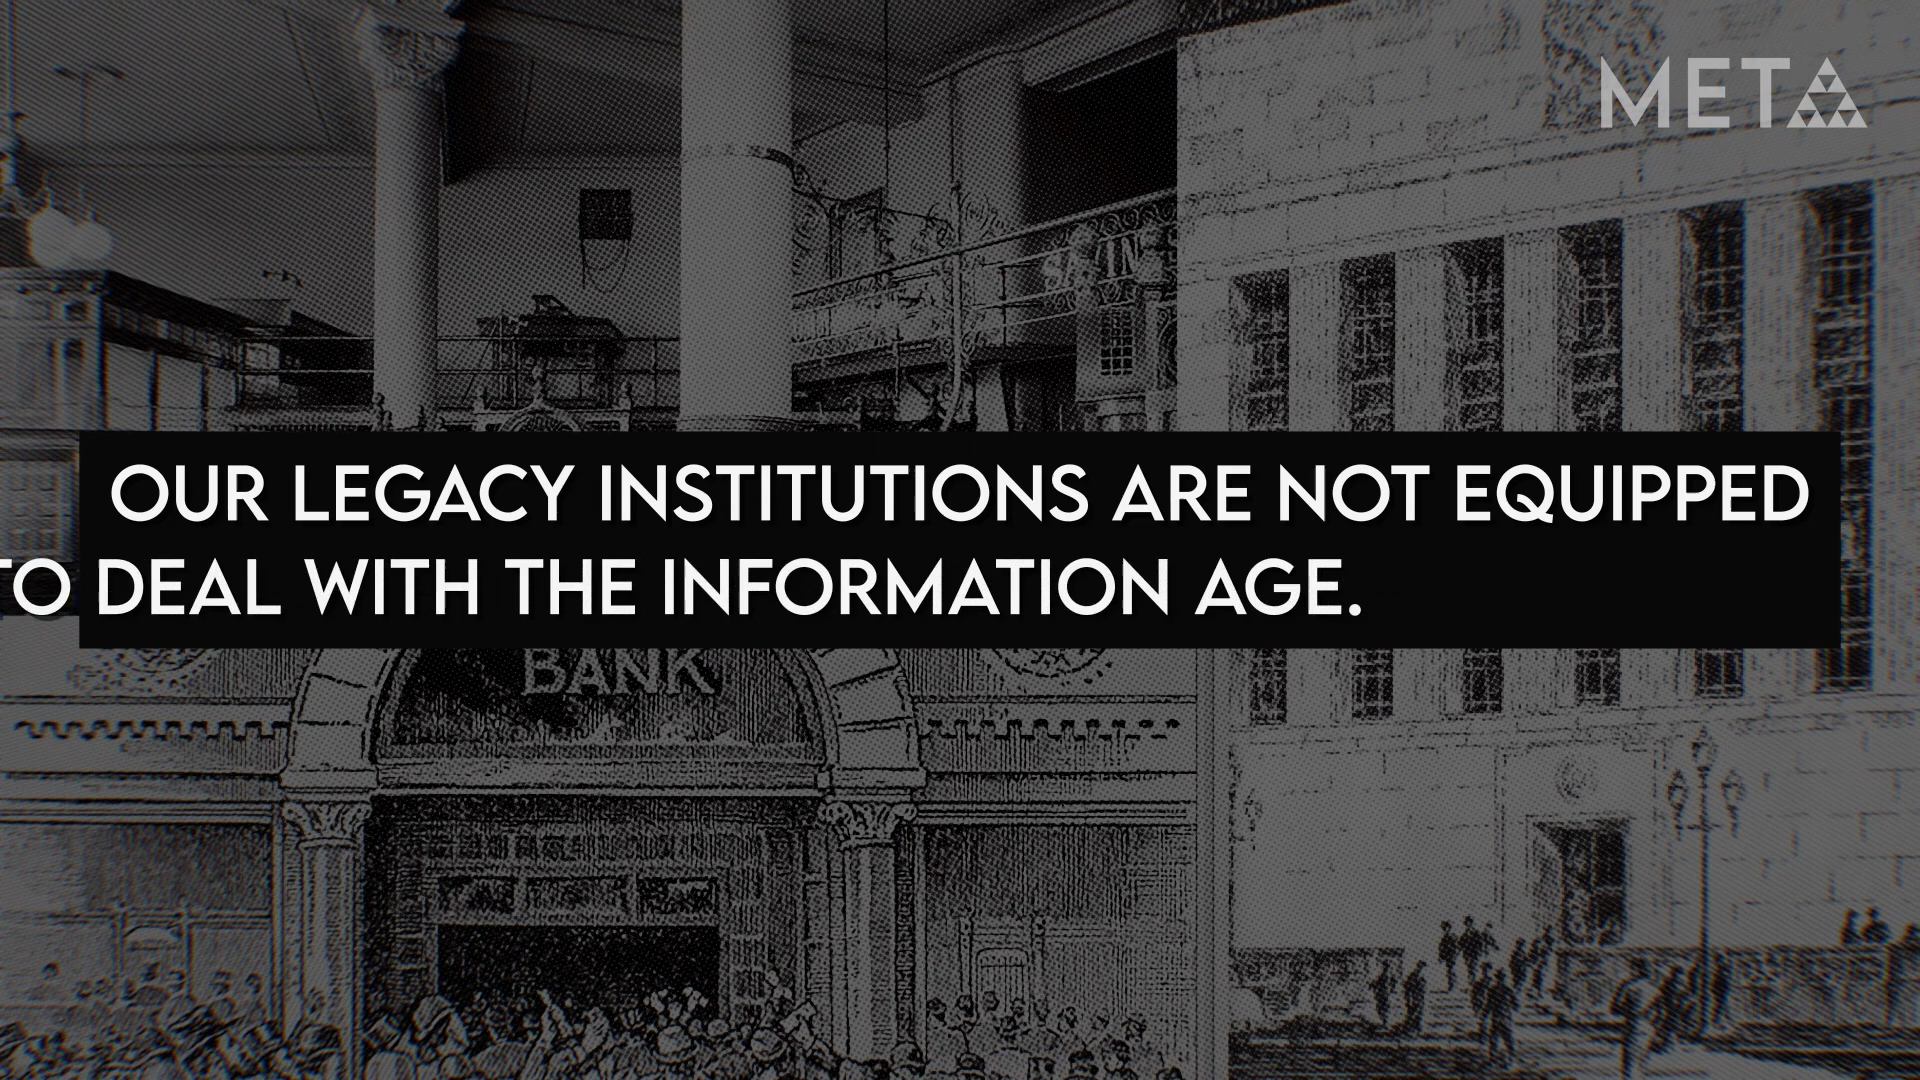 META
OUR LEGACY INSTITUTIONS ARE NOT EQUIPPED
TO DEAL WITH THE INFORMATION AGE.
BANK